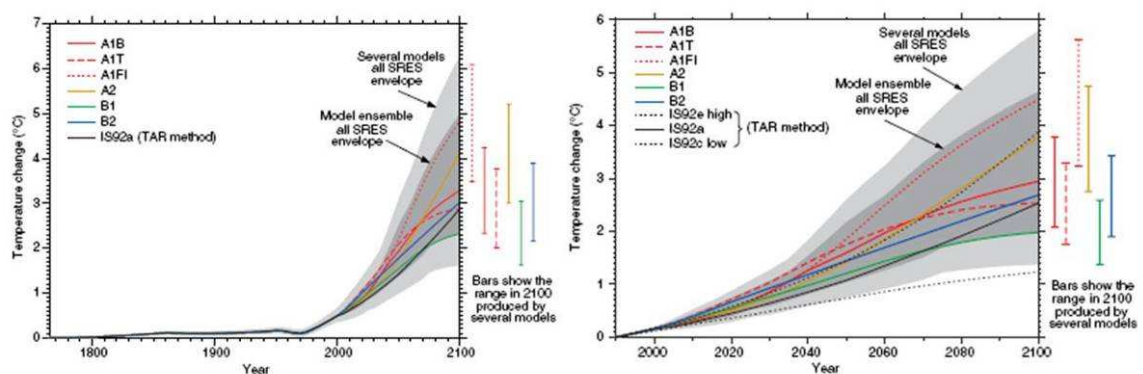 7
6
5
4
3
2
1
0
Temperature change (°C)
A1B
A1T
A1FI
A2
B1
B2
IS92a (TAR method)
Several models
all SRES
envelope
Model ensemble
all SRES
envelope
1800
1900
2000
2100
Year
Bars show the
range in 2100
produced by
several models
6
5
4
3
2
1
0
Temperature change (°C)
A1B
A1T
A1FI
A2
B1
B2
IS92e high
IS92a
IS92c low
(TAR method)
Several models
all SRES
envelope
Model ensemble
all SRES
envelope
2000
2020
2040
2060
2080
2100
Year
Bars show the
range in 2100
produced by
several models